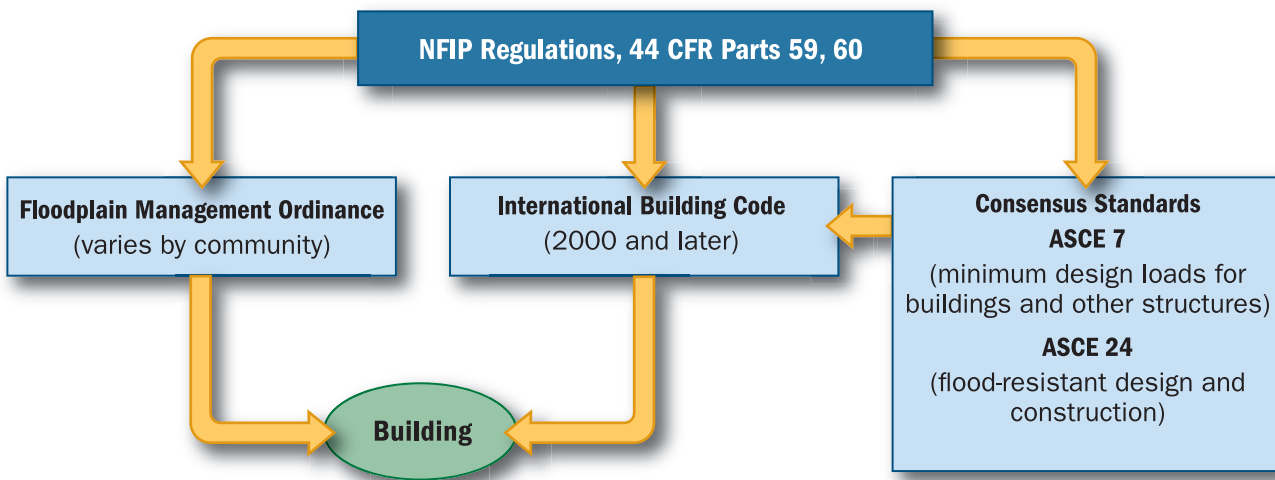 NFIP Regulations, 44 CFR Parts 59, 60
Floodplain Management Ordinance
(varies by community)
International Building Code
(2000 and later)
Consensus Standards
ASCE 7
(minimum design loads for
buildings and other structures)
ASCE 24
(flood-resistant design and
construction)
Building